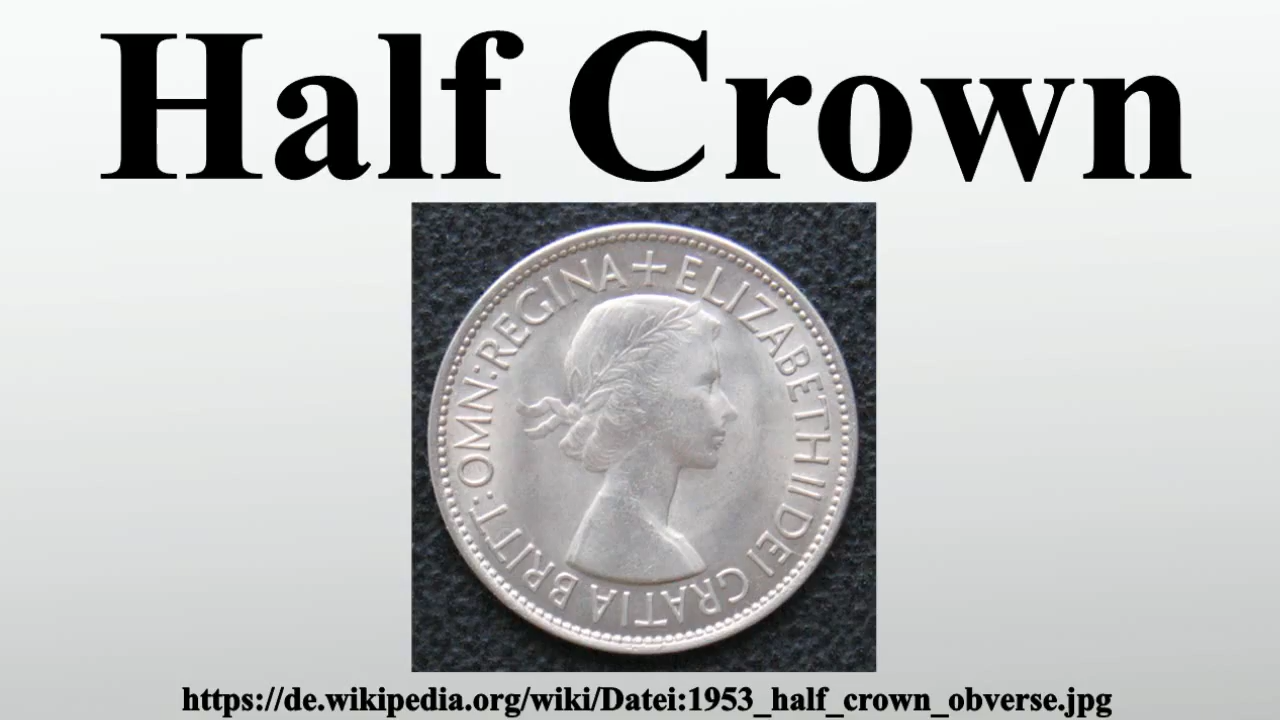 Half Crown
+ ELIZABETH II DEI GRATIA BRITT:OMN:REGINA
https://de.wikipedia.org/wiki/Datei:1953_half_crown_obverse.jpg